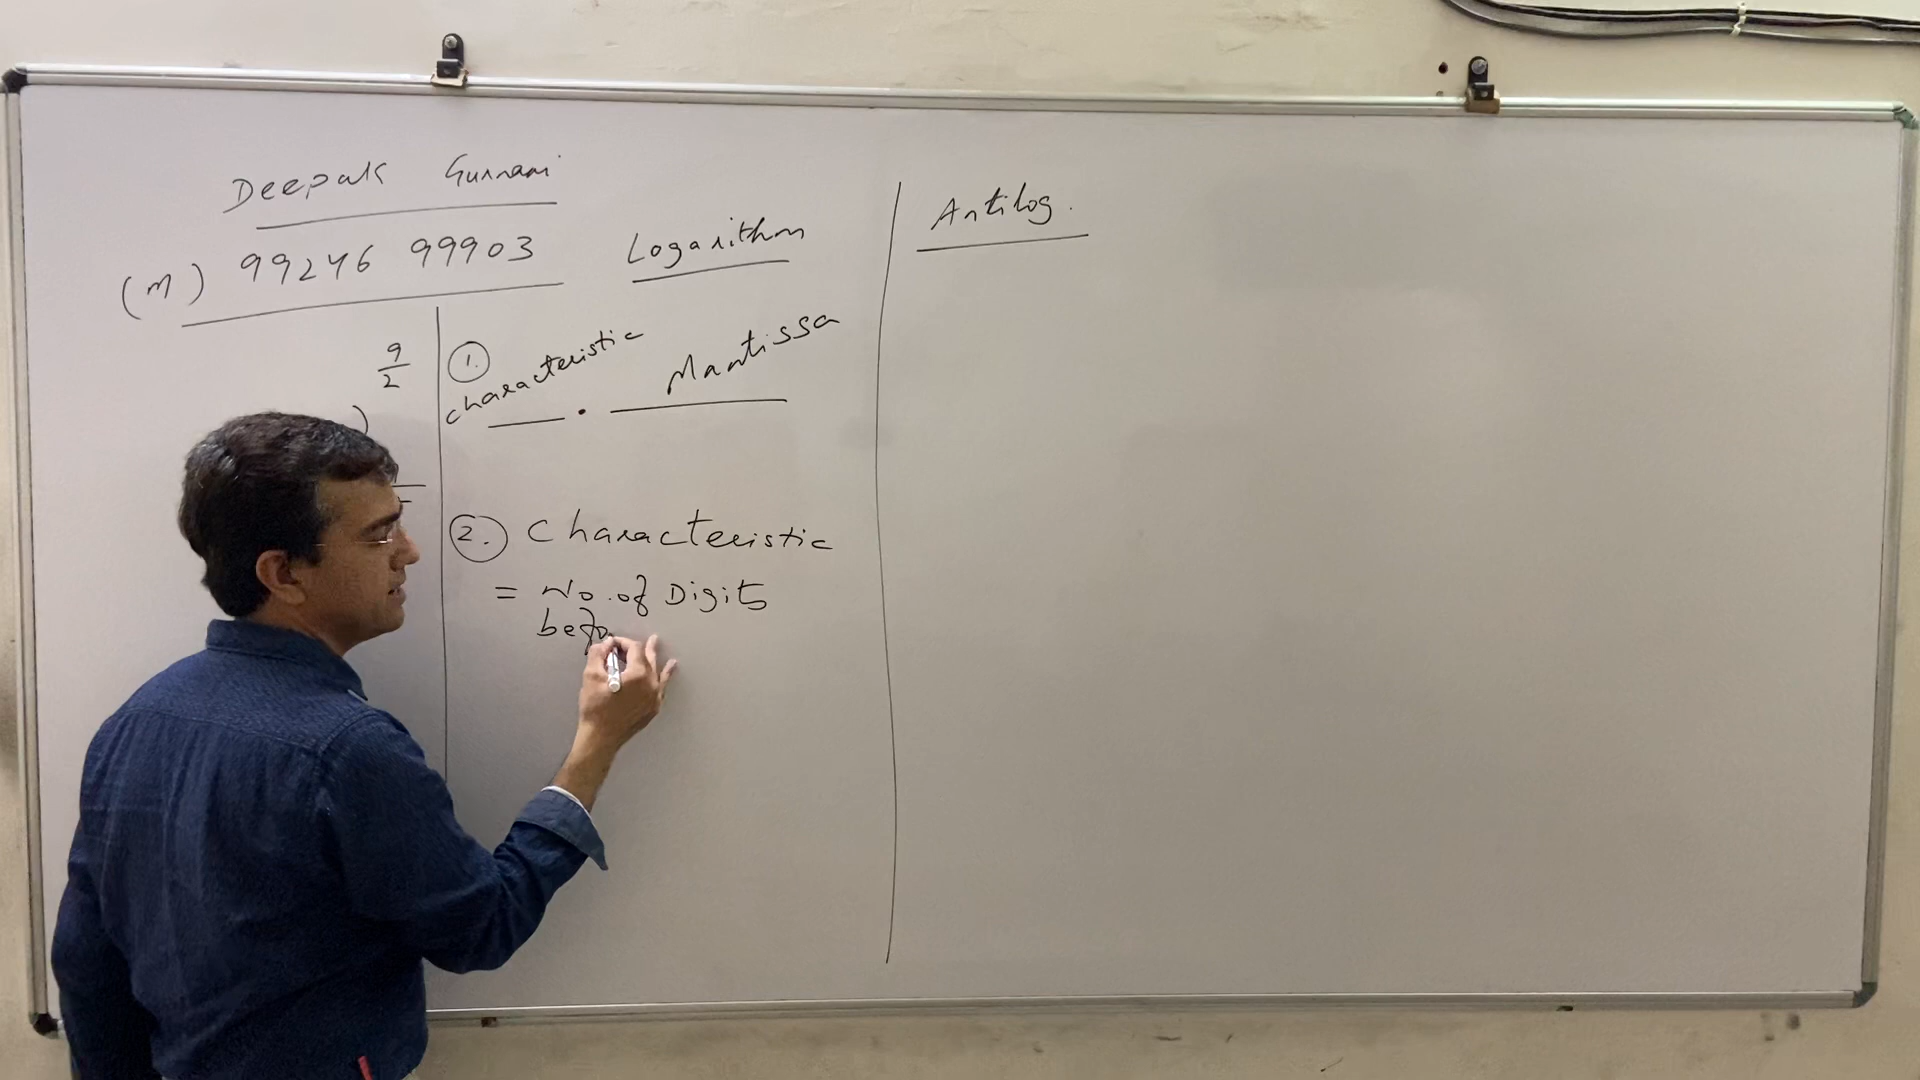 Deepak Gurnani
(M) 99246 99903
9
2
Logarithm
1.
characteristic . Mantissa
2. Characteristic
= No. of Digits
befo
Antilog.